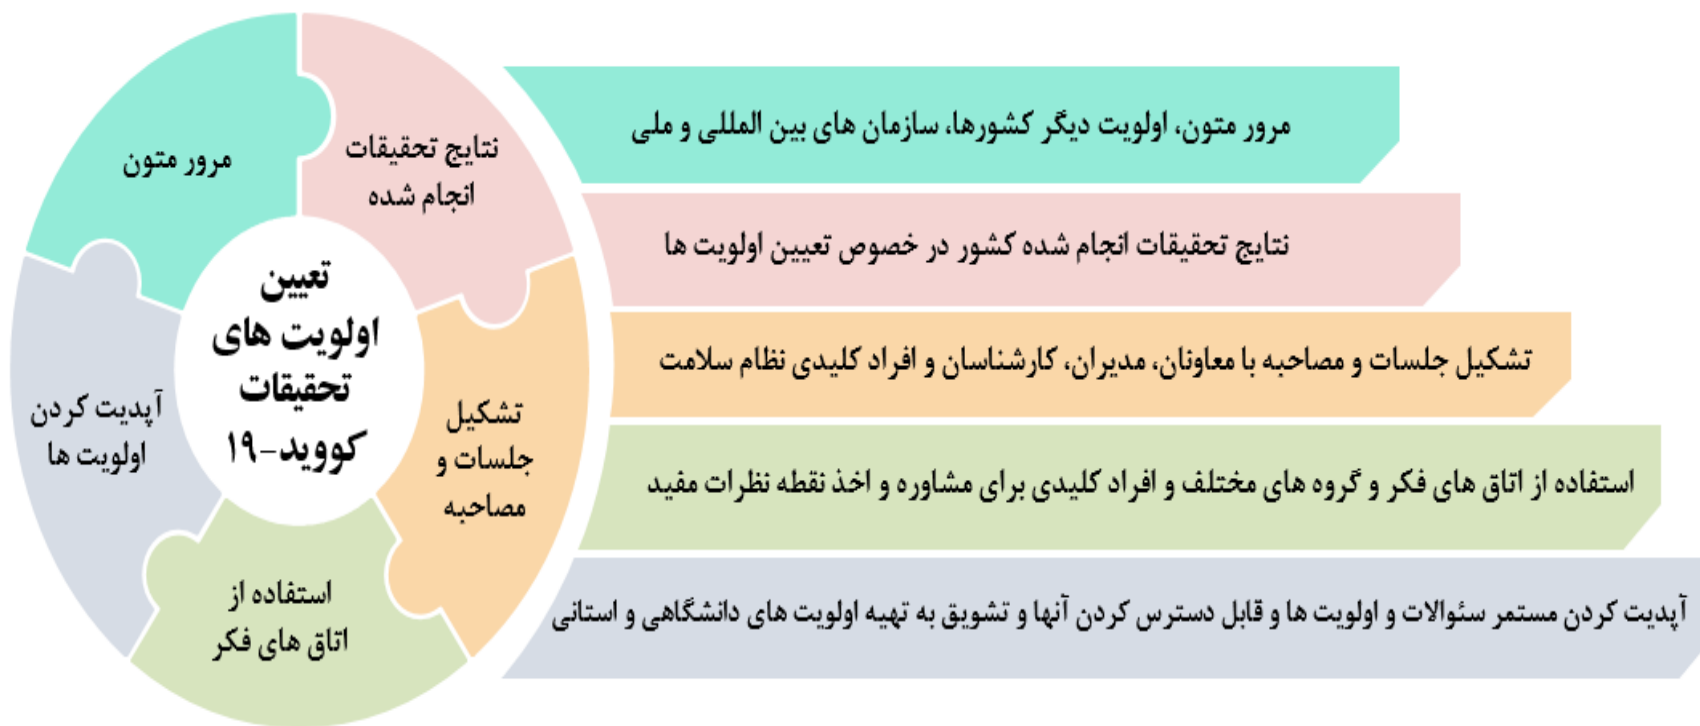 تعیین
اولویت های
تحقیقات
کووید-۱۹
مرور متون
نتایج تحقیقات
انجام شده
تشکیل
جلسات و
مصاحبه
استفاده از
اتاق های فکر
آپدیت کردن
اولویت ها
مرور متون، اولویت دیگر کشورها، سازمان های بین المللی و ملی
نتایج تحقیقات انجام شده کشور در خصوص تعیین اولویت ها
تشکیل جلسات و مصاحبه با معاونان، مدیران، کارشناسان و افراد کلیدی نظام سلامت
استفاده از اتاق های فکر و گروه های مختلف و افراد کلیدی برای مشاوره و اخذ نقطه نظرات مفید
آپدیت کردن مستمر سئوالات و اولویت ها و قابل دسترس کردن آنها و تشویق به تهیه اولویت های دانشگاهی و استانی